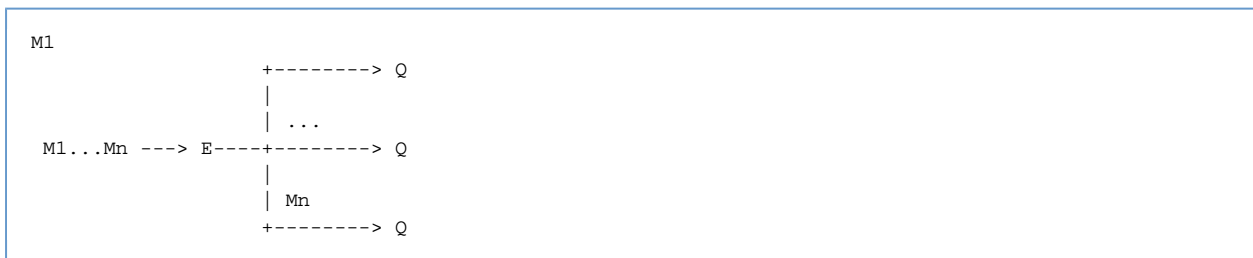 M1
+--------> Q
|
| ...
M1...Mn ---> E----+--------> Q
|
| Mn
+--------> Q